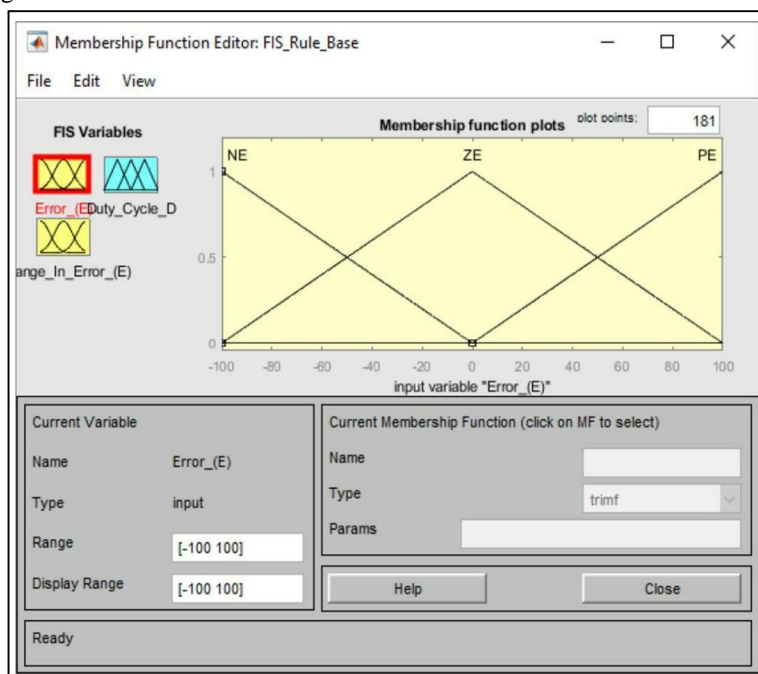 Membership Function Editor: FIS_Rule_Base
File Edit View
FIS Variables
Membership function plots
plot points:
181
Error_(E)
Duty_Cycle_D
ange_In_Error_(E)
NE
ZE
PE
1
0.5
0
-100 -80 -60 -40 -20 0 20 40 60 80 100
input variable "Error_(E)"
Current Variable
Name Error_(E)
Type input
Range [-100 100]
Display Range [-100 100]
Current Membership Function (click on MF to select)
Name
Type trimf
Params
Help Close
Ready